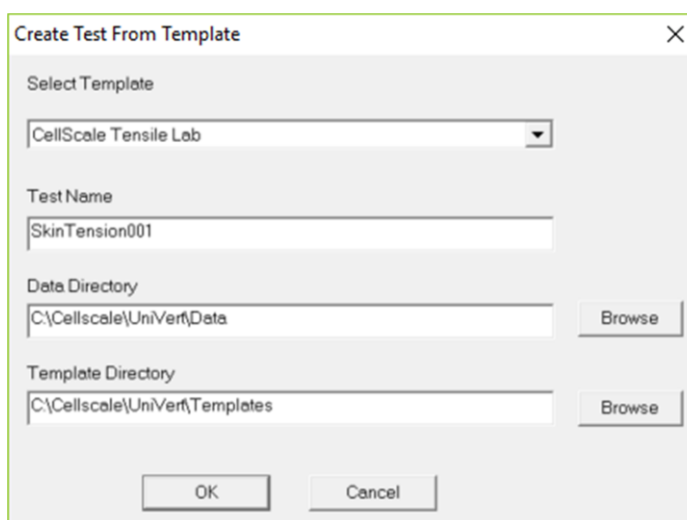 Create Test From Template
Select Template
CellScale Tensile Lab
Test Name
SkinTension001
Data Directory
C:\Cellscale\UniVert\Data
Browse
Template Directory
C:\Cellscale\UniVert\Templates
Browse
OK Cancel